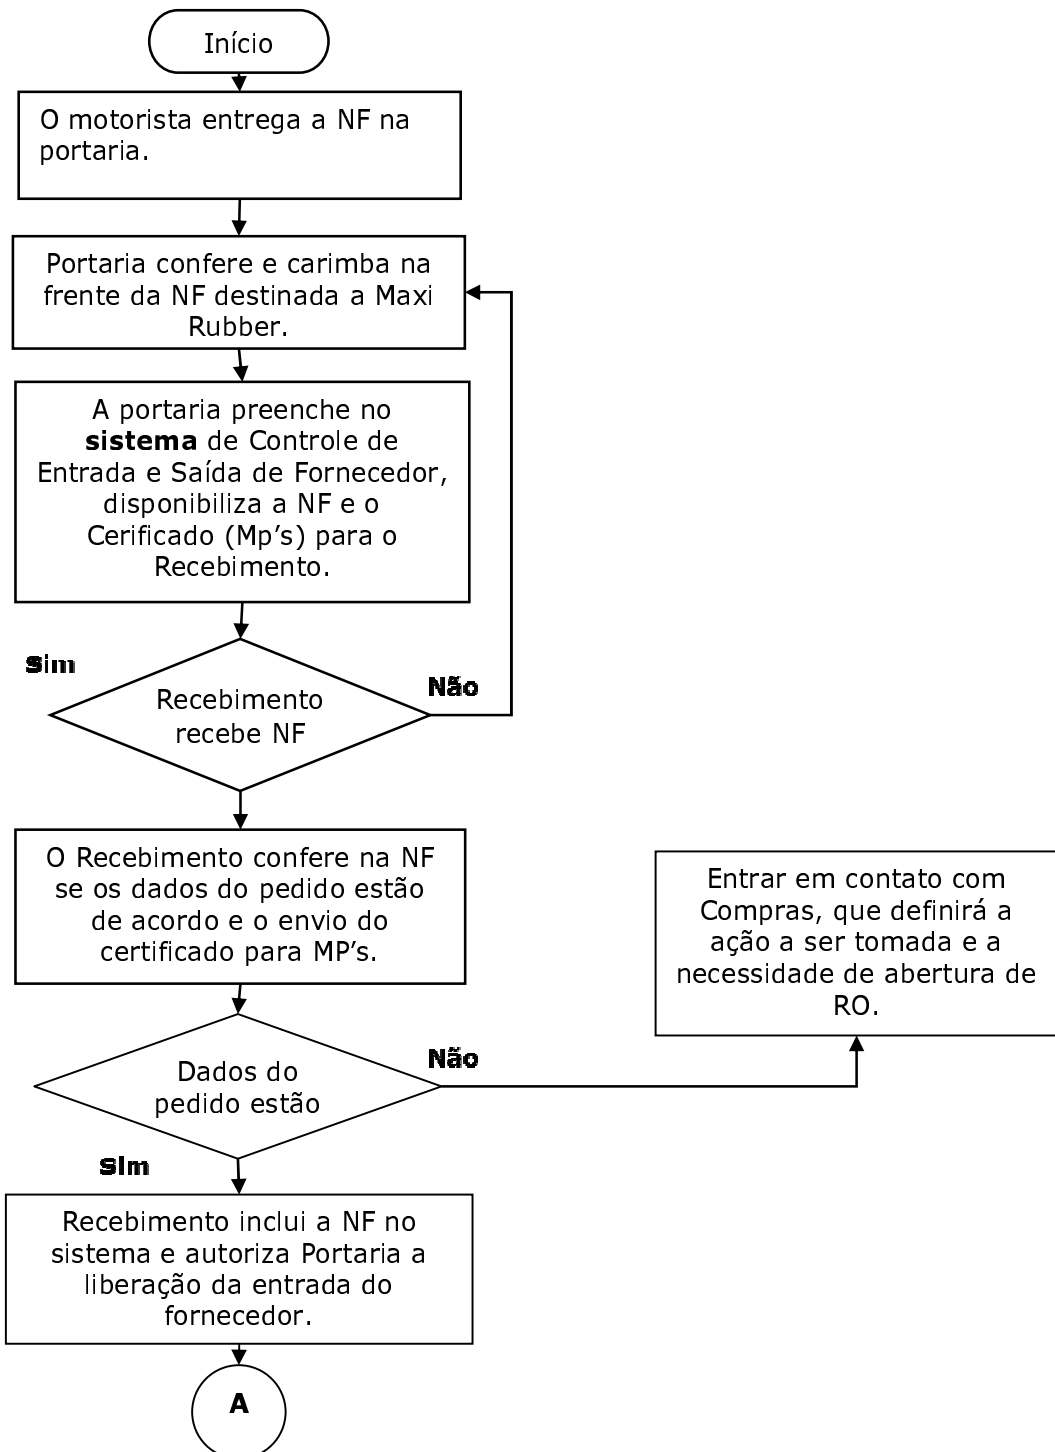 Início
O motorista entrega a NF na
portaria.
Portaria confere e carimba na
frente da NF destinada a Maxi
Rubber.
A portaria preenche no
sistema de Controle de
Entrada e Saída de Fornecedor,
disponibiliza a NF e o
Cerificado (Mp's) para o
Recebimento.
Sim
Não
Recebimento
recebe NF
O Recebimento confere na NF
se os dados do pedido estão
de acordo e o envio do
certificado para MP's.
Entrar em contato com
Compras, que definirá a
ação a ser tomada e a
necessidade de abertura de
RO.
Não
Dados do
pedido estão
Sim
Recebimento inclui a NF no
sistema e autoriza Portaria a
liberação da entrada do
fornecedor.
A